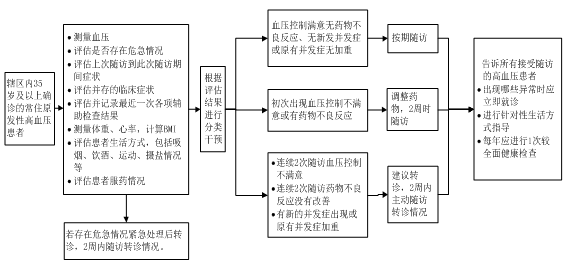 辖区内35
岁及以上确
诊的常住原
发性高血压
患者
●测量血压
●评估是否存在危急情况
●评估上次随访到此次随访
期间症状
●评估并存的临床症状
●评估并记录最近一次各项辅
助检查结果
●测量体重、心率，计算BMI
●评估患者生活方式，包括吸
烟、饮酒、运动、摄盐情况
等
●评估患者服药情况
若存在危急情况紧急处理后转
诊，2周内随访转诊情况。
根据
评估
结果
进行
分类
干预
血压控制满意无药物不
良反应、无新发并发症
或原有并发症无加重
按期随访
初次出现血压控制不满
意或有药物不良反应
调整药
物，2周时
随访
●连续2次随访血压控制
不满意
●连续2次随访药物不良
反应没有改善
●有新的并发症出现或
原有并发症加重
建议转
诊，2周内
主动随访
转诊情况
告诉所有接受随访
的高血压患者
●出现哪些异常时应
立即就诊
●进行针对性生活方
式指导
●每年应进行1次较
全面健康检查